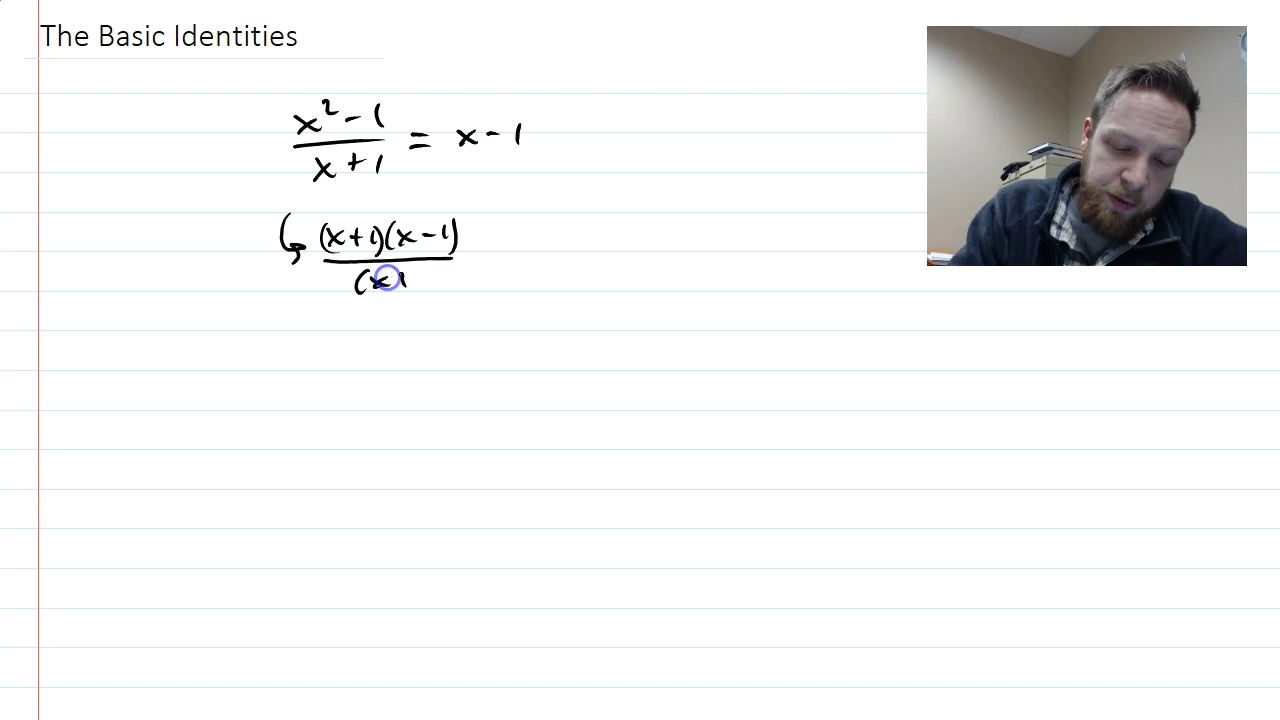 The Basic Identities
x² - 1
x + 1
= x - 1
(x+1)(x-1)
(x